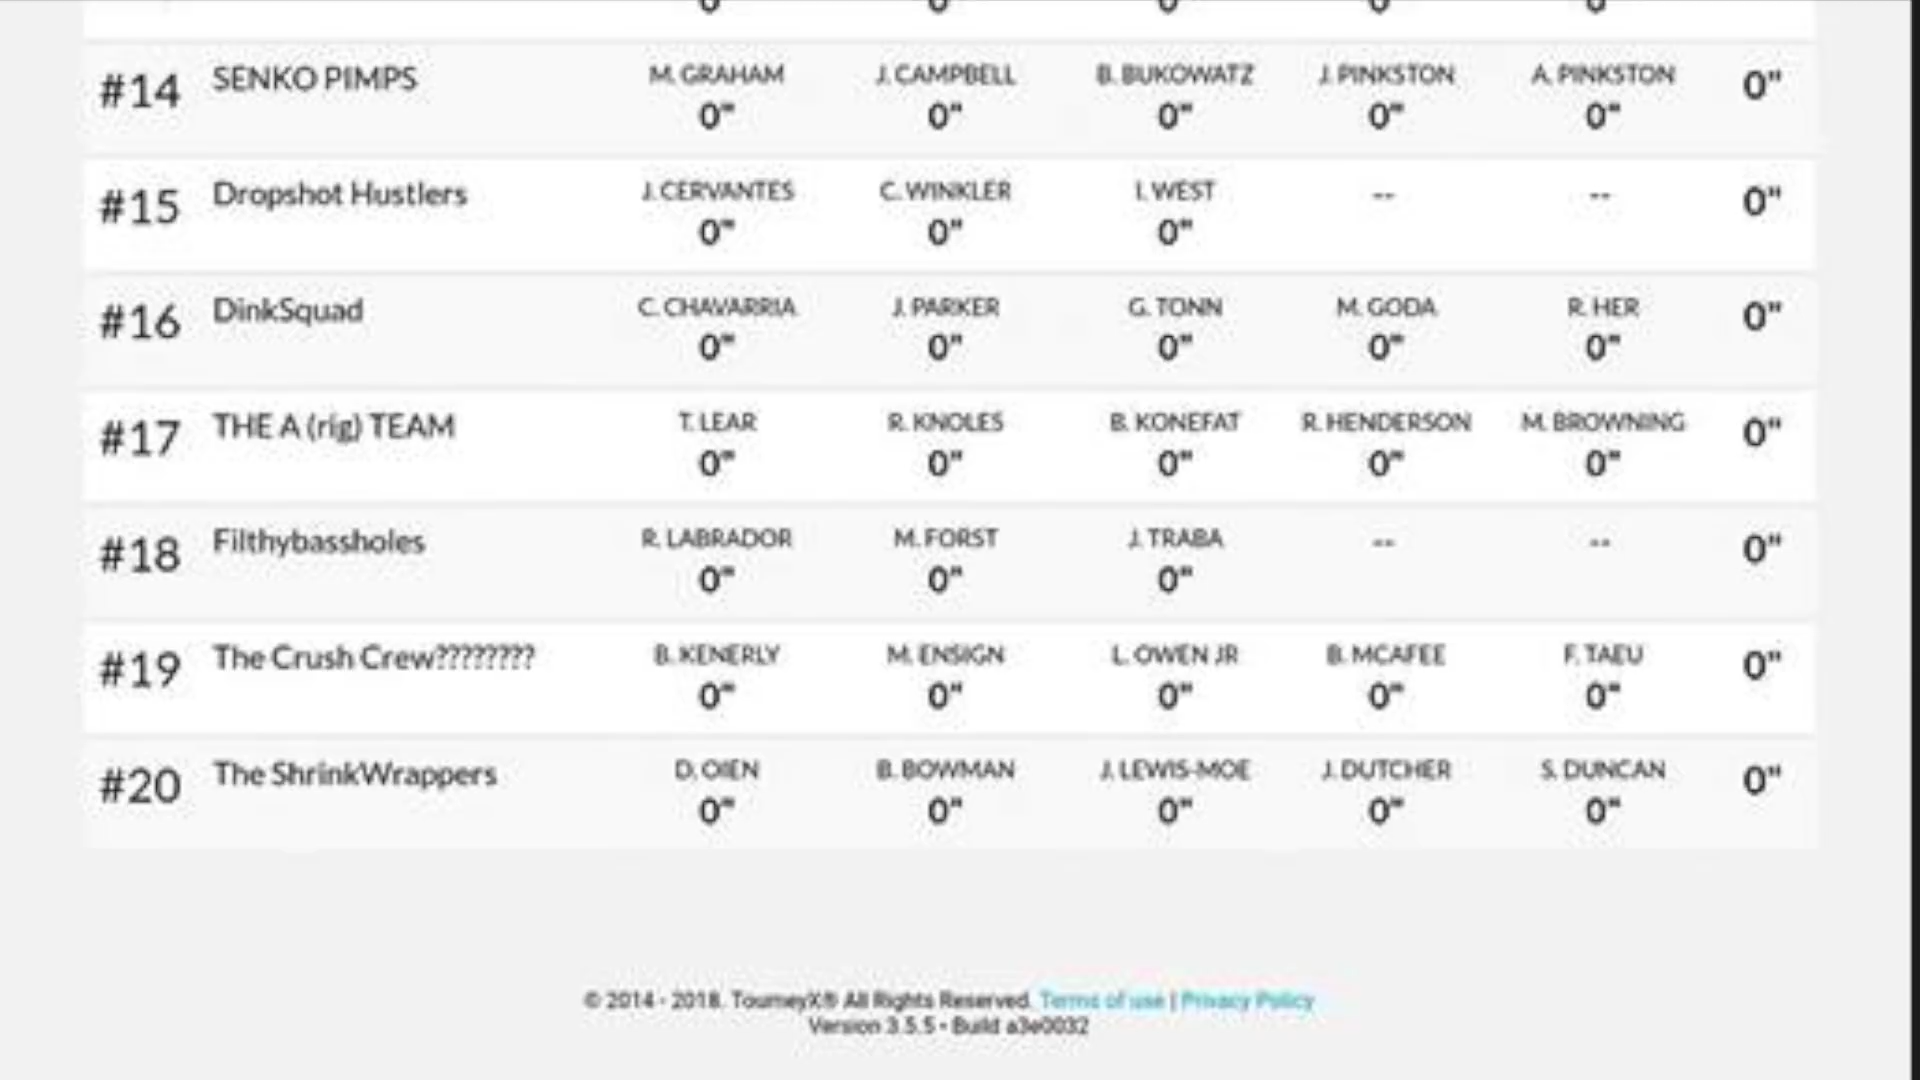 0" 0" 0" 0" 0"
#14 SENKO PIMPS M. GRAHAM J. CAMPBELL B. BUKOWATZ J. PINKSTON A. PINKSTON 0"
0" 0" 0" 0" 0"
#15 Dropshot Hustlers J. CERVANTES C. WINKLER I. WEST -- -- 0"
0" 0" 0"
#16 DinkSquad C. CHAVARRIA J. PARKER G. TONN M. GODA R. HER 0"
0" 0" 0" 0" 0"
#17 THE A (rig) TEAM T. LEAR R. KNOLES B. KONEFAT R. HENDERSON M. BROWNING 0"
0" 0" 0" 0" 0"
#18 Filthybassholes R. LABRADOR M. FORST J. TRABA -- -- 0"
0" 0" 0"
#19 The Crush Crew???????? B. KENERLY M. ENSIGN L. OWEN JR B. MCAFEE F. TAEU 0"
0" 0" 0" 0" 0"
#20 The ShrinkWrappers D. OIEN B. BOWMAN J. LEWIS-MOE J. DUTCHER S. DUNCAN 0"
0" 0" 0" 0" 0"
© 2014 - 2018. TourneyX® All Rights Reserved. Terms of use | Privacy Policy
Version 3.5.5 • Build a3e0032